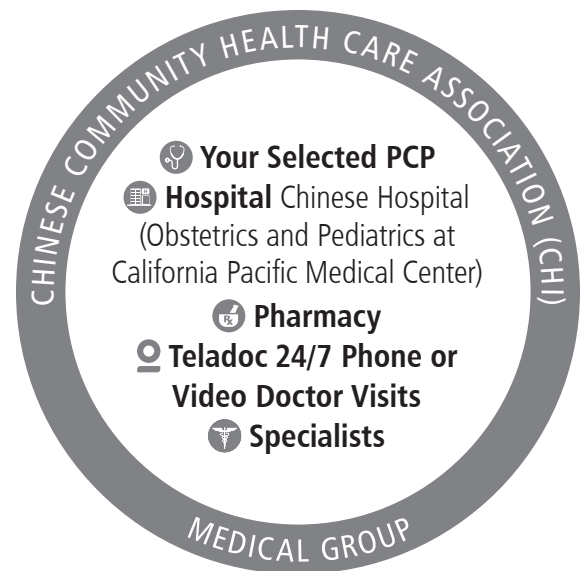 CHINESE COMMUNITY HEALTH CARE ASSOCIATION (CHI)
Your Selected PCP
Hospital Chinese Hospital
(Obstetrics and Pediatrics at
California Pacific Medical Center)
Rx Pharmacy
Teladoc 24/7 Phone or
Video Doctor Visits
Specialists
MEDICAL GROUP